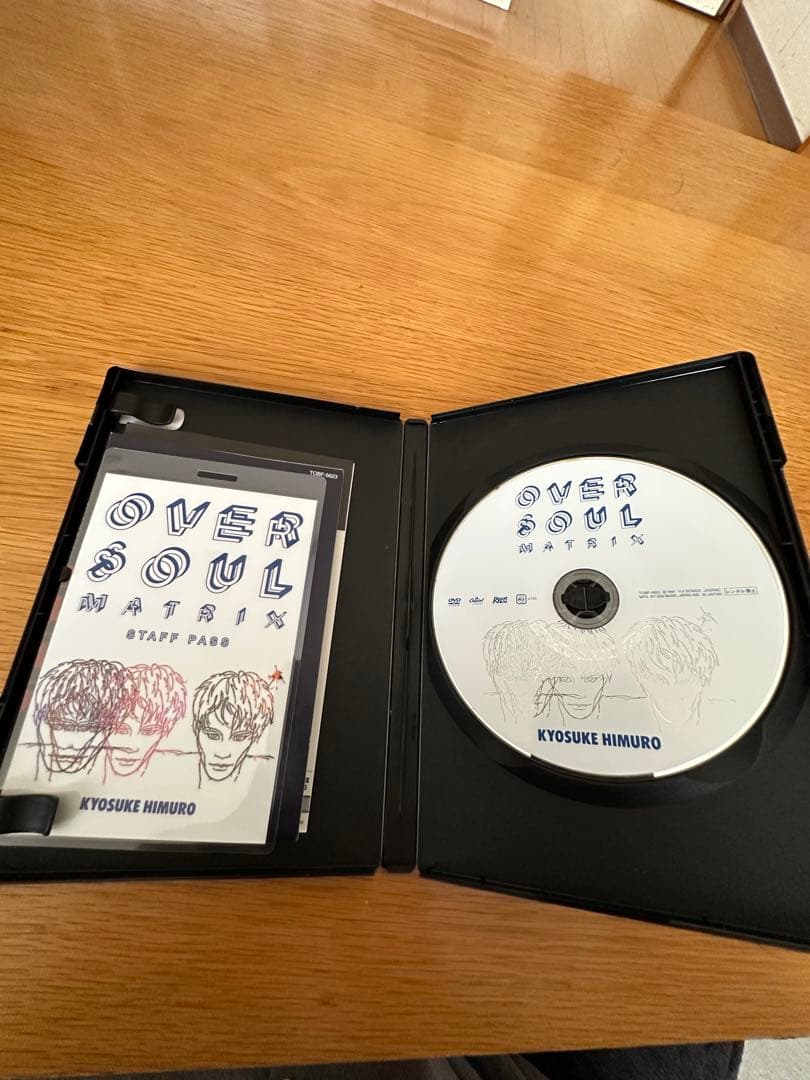 TOBF-5623
OVER
SOUL
MATRIX
STAFF PASS
KYOSUKE HIMURO
OVER
SOUL
MATRIX
DVD
レンタル禁止
KYOSUKE HIMURO